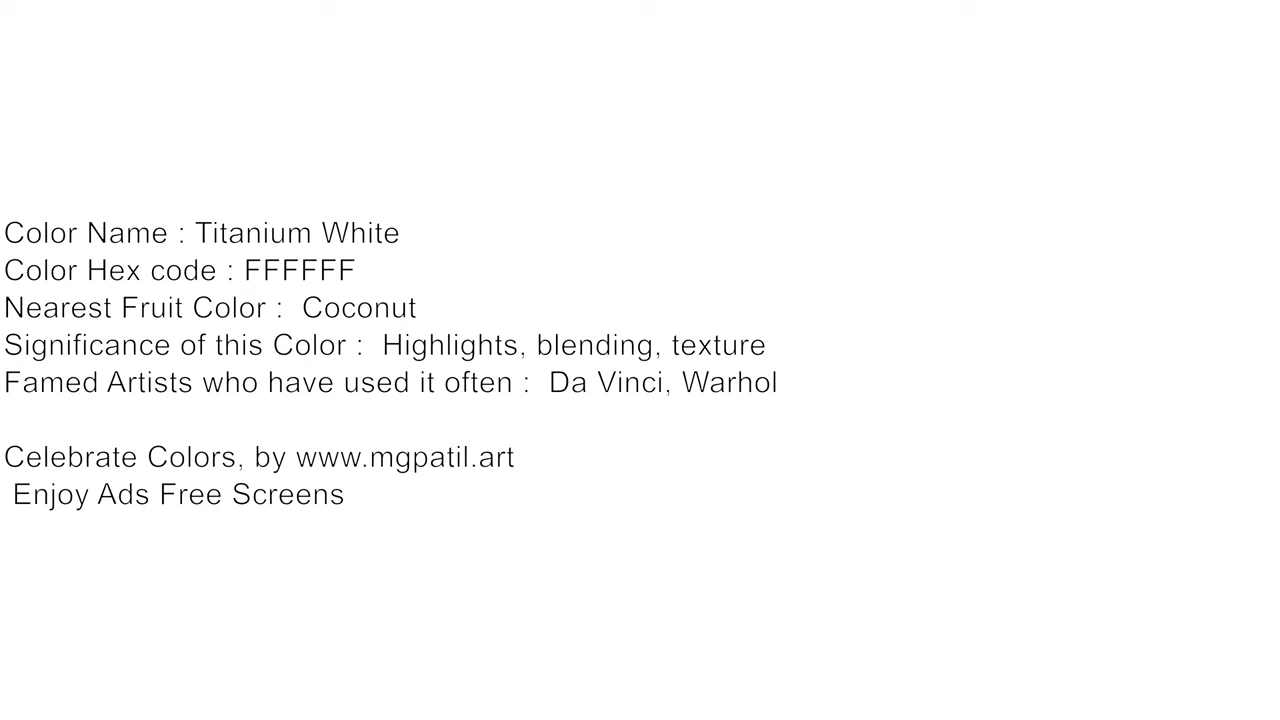 Color Name : Titanium White
Color Hex code : FFFFFF
Nearest Fruit Color :  Coconut
Significance of this Color :  Highlights, blending, texture
Famed Artists who have used it often :  Da Vinci, Warhol
Celebrate Colors, by www.mgpatil.art
Enjoy Ads Free Screens